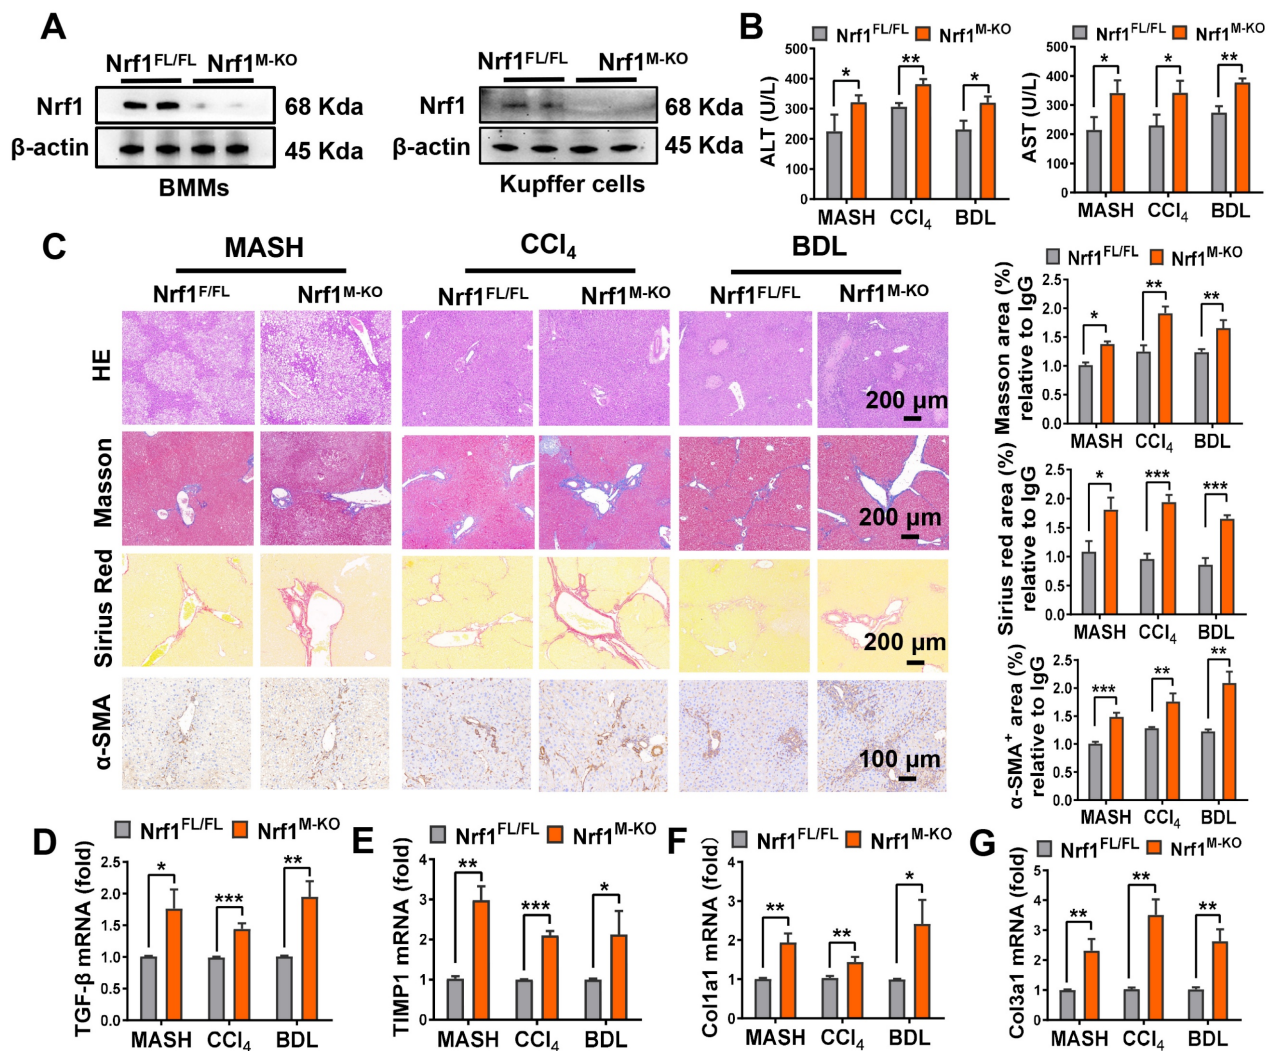 A
Nrf1FL/FL Nrf1M-KO
Nrf1 68 Kda
β-actin 45 Kda
BMMs
Nrf1FL/FL Nrf1M-KO
Nrf1 68 Kda
β-actin 45 Kda
Kupffer cells
B
Nrf1FL/FL Nrf1M-KO
ALT (U/L)
500
400
300
200
100
0
* ** *
MASH CCl4 BDL
Nrf1FL/FL Nrf1M-KO
AST (U/L)
500
400
300
200
100
0
* * **
MASH CCl4 BDL
C
MASH CCl4 BDL
Nrf1F/FL Nrf1M-KO Nrf1FL/FL Nrf1M-KO Nrf1FL/FL Nrf1M-KO
HE
200 μm
Masson
200 μm
Sirius Red
200 μm
α-SMA
100 μm
Nrf1FL/FL Nrf1M-KO
Masson area (%)
relative to IgG
2.5
2.0
1.5
1.0
0.5
0.0
* ** **
MASH CCl4 BDL
Sirius red area (%)
relative to IgG
2.5
2.0
1.5
1.0
0.5
0.0
* *** ***
MASH CCl4 BDL
α-SMA+ area (%)
relative to IgG
2.5
2.0
1.5
1.0
0.5
0.0
*** ** **
MASH CCl4 BDL
D
Nrf1FL/FL Nrf1M-KO
TGF-β mRNA (fold)
2.5
2.0
1.5
1.0
0.5
0.0
* *** **
MASH CCl4 BDL
E
Nrf1FL/FL Nrf1M-KO
TIMP1 mRNA (fold)
4
3
2
1
0
** *** *
MASH CCl4 BDL
F
Nrf1FL/FL Nrf1M-KO
Col1a1 mRNA (fold)
4
3
2
1
0
** ** *
MASH CCl4 BDL
G
Nrf1FL/FL Nrf1M-KO
Col3a1 mRNA (fold)
5
4
3
2
1
0
** ** **
MASH CCl4 BDL